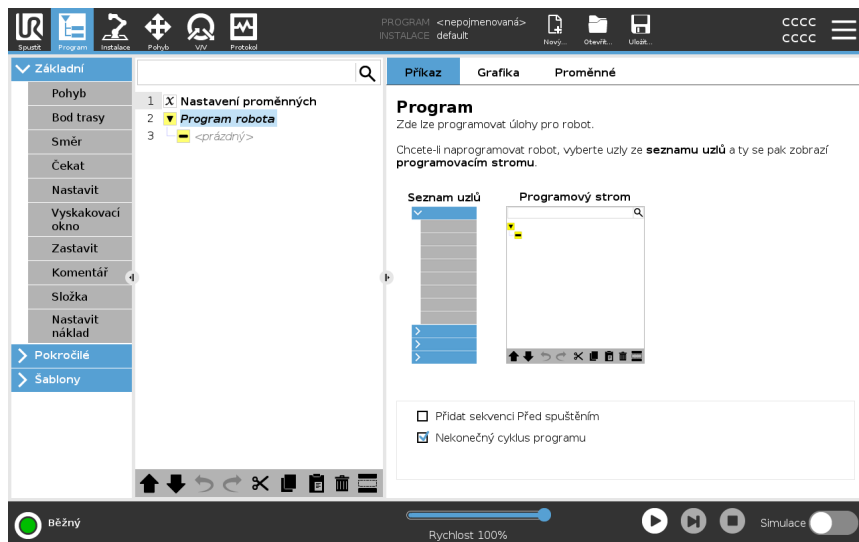 PROGRAM <nepojmenovaná>
INSTALACE default
Spustit Program Instalace Pohyb V/V Protokol Nový... Otevřít... Uložit...
CCCC
CCCC
Základní
Pohyb
Bod trasy
Směr
Čekat
Nastavit
Vyskakovací
okno
Zastavit
Komentář
Složka
Nastavit
náklad
Pokročilé
Šablony
1 X Nastavení proměnných
2 Program robota
3 <prázdný>
Příkaz Grafika Proměnné
Program
Zde lze programovat úlohy pro robot.
Chcete-li naprogramovat robot, vyberte uzly ze seznamu uzlů a ty se pak zobrazí
programovacím stromu.
Seznam uzlů Programový strom
Přidat sekvenci Před spuštěním
Nekonečný cyklus programu
Běžný
Rychlost 100%
Simulace